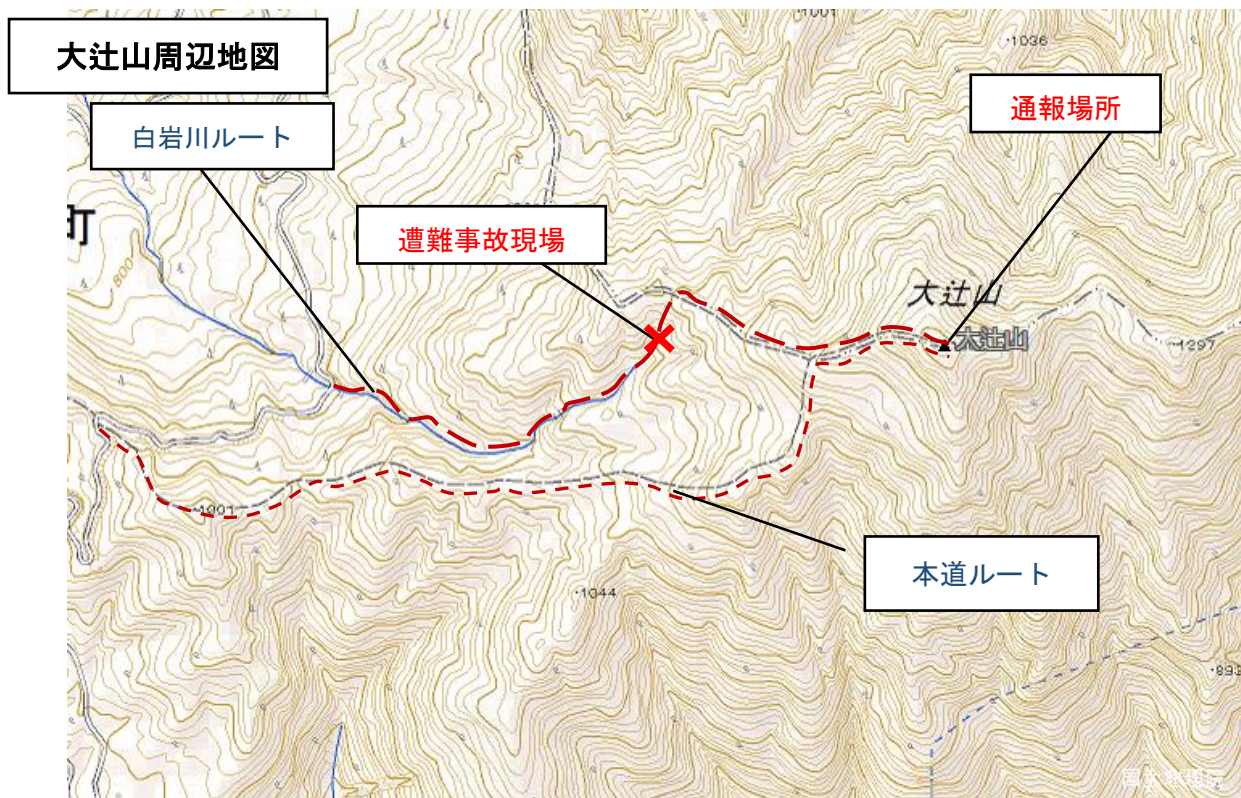 大辻山周辺地図
1001
・1036
通報場所
白岩川ルート
町
遭難事故現場
800
大辻山
大辻山
・1297
・1001
本道ルート
・1044
国土地理院